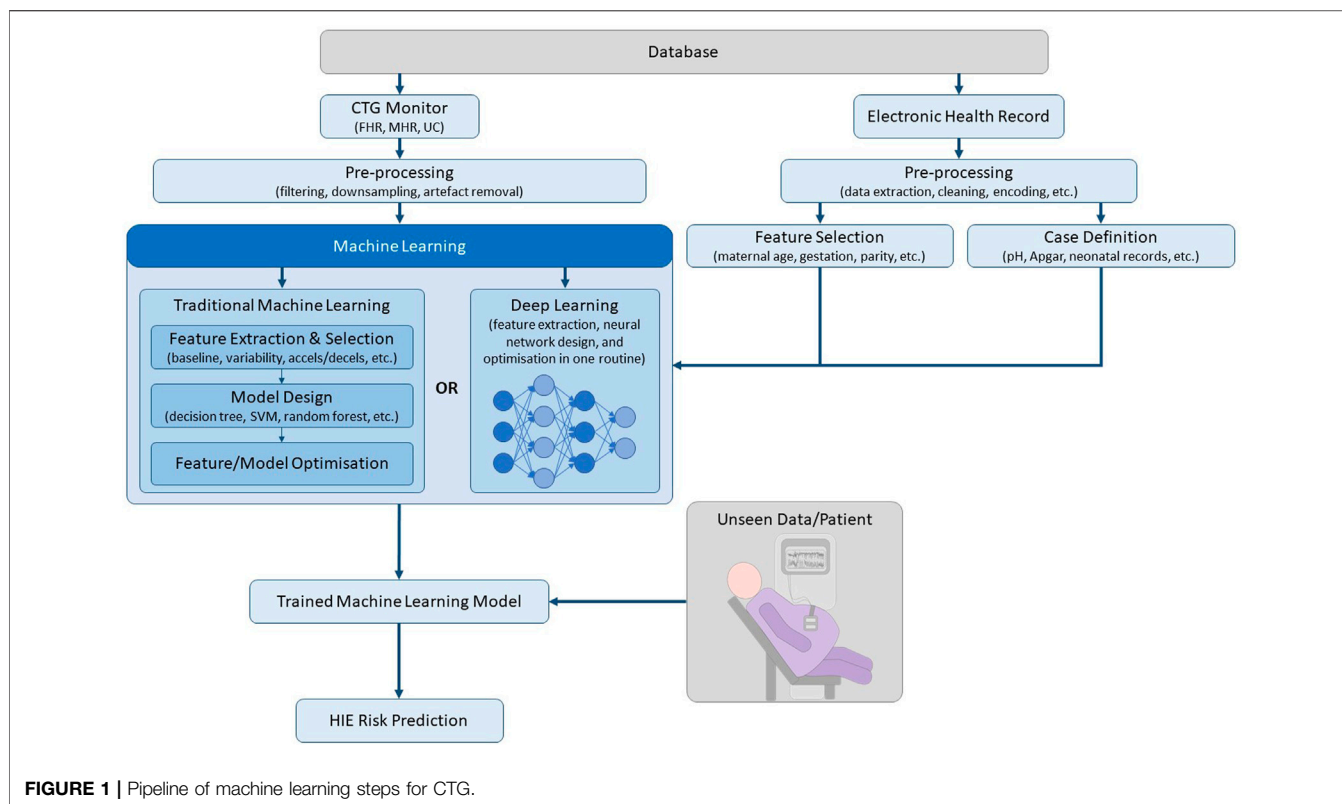 Database
CTG Monitor
(FHR, MHR, UC)
Electronic Health Record
Pre-processing
(filtering, downsampling, artefact removal)
Pre-processing
(data extraction, cleaning, encoding, etc.)
Machine Learning
Feature Selection
(maternal age, gestation, parity, etc.)
Case Definition
(pH, Apgar, neonatal records, etc.)
Traditional Machine Learning
Feature Extraction & Selection
(baseline, variability, accels/decels, etc.)
Model Design
(decision tree, SVM, random forest, etc.)
Feature/Model Optimisation
OR
Deep Learning
(feature extraction, neural
network design, and
optimisation in one routine)
Unseen Data/Patient
Trained Machine Learning Model
HIE Risk Prediction
FIGURE 1 | Pipeline of machine learning steps for CTG.